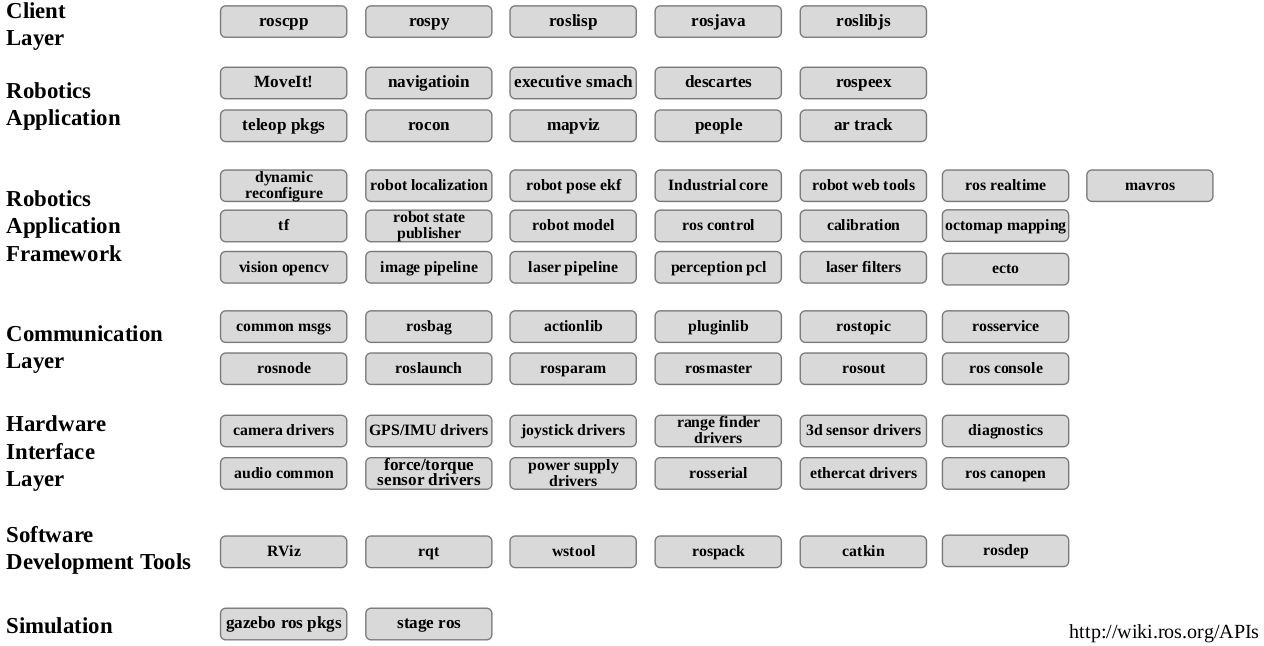 Client
Layer
roscpp rospy roslisp rosjava roslibjs
Robotics
Application
MoveIt! navigatioin executive smach descartes rospeex
teleop pkgs rocon mapviz people ar track
Robotics
Application
Framework
dynamic
reconfigure
robot localization robot pose ekf Industrial core robot web tools ros realtime mavros
tf
robot state
publisher
robot model ros control calibration octomap mapping
vision opencv image pipeline laser pipeline perception pcl laser filters ecto
Communication
Layer
common msgs rosbag actionlib pluginlib rostopic rosservice
rosnode roslaunch rosparam rosmaster rosout ros console
Hardware
Interface
Layer
camera drivers GPS/IMU drivers joystick drivers
range finder
drivers
3d sensor drivers diagnostics
audio common
force/torque
sensor drivers
power supply
drivers
rosserial ethercat drivers ros canopen
Software
Development Tools
RViz rqt wstool rospack catkin rosdep
Simulation
gazebo ros pkgs stage ros
http://wiki.ros.org/APIs